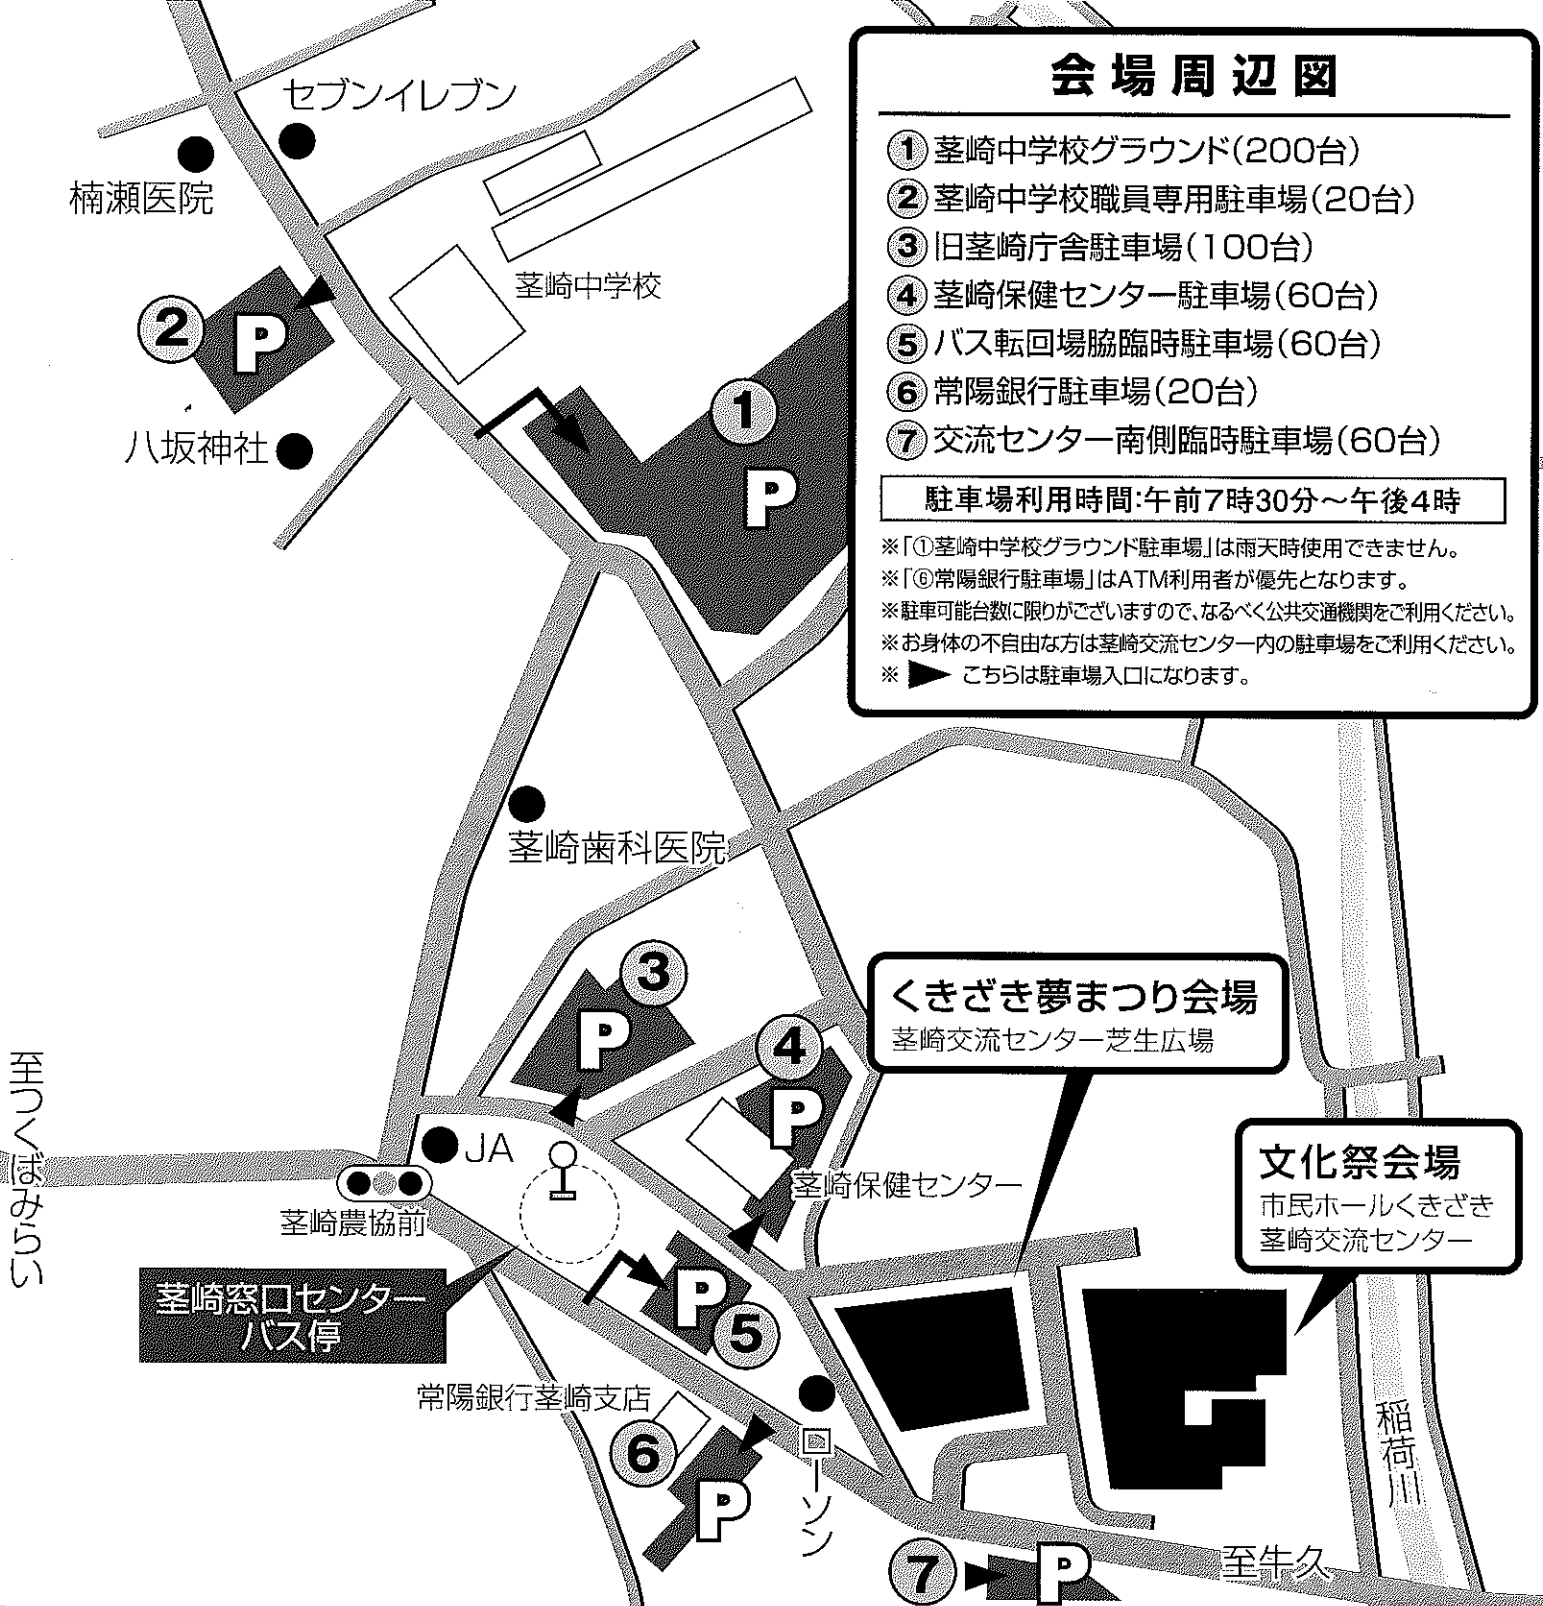 会場周辺図
①茎崎中学校グラウンド(200台)
②茎崎中学校職員専用駐車場(20台)
③旧茎崎庁舎駐車場(100台)
④茎崎保健センター駐車場(60台)
⑤バス転回場脇臨時駐車場(60台)
⑥常陽銀行駐車場(20台)
⑦交流センター南側臨時駐車場(60台)
駐車場利用時間:午前7時30分～午後4時
※「①茎崎中学校グラウンド駐車場」は雨天時使用できません。
※「⑥常陽銀行駐車場」はATM利用者が優先となります。
※駐車可能台数に限りがございますので、なるべく公共交通機関をご利用ください。
※お身体の不自由な方は茎崎交流センター内の駐車場をご利用ください。
※ ▶ こちらは駐車場入口になります。
セブンイレブン
楠瀬医院
茎崎中学校
2
P
1
P
八坂神社
茎崎歯科医院
3
P
4
P
くきざき夢まつり会場
茎崎交流センター芝生広場
至つくばみらい
JA
茎崎農協前
茎崎保健センター
文化祭会場
市民ホールくきざき
茎崎交流センター
茎崎窓口センター
バス停
P
5
常陽銀行茎崎支店
6
P
ローソン
稲荷川
7
P
至牛久